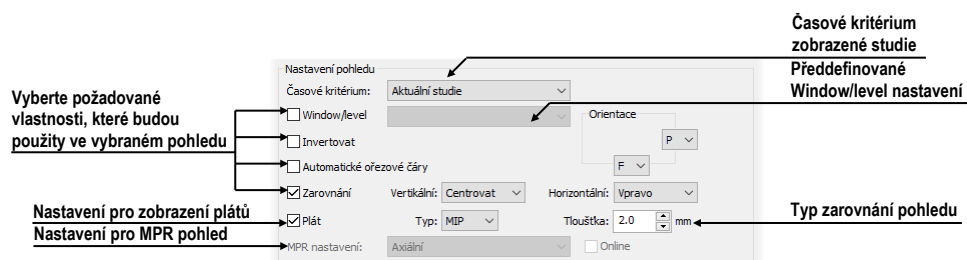 Časové kritérium
zobrazené studie
Předdefinované
Window/level nastavení
Vyberte požadované
vlastnosti, které budou
použity ve vybraném pohledu
Nastavení pohledu
Časové kritérium: Aktuální studie
Window/level
Orientace
Invertovat
P
Automatické ořezové čáry
F
Zarovnání Vertikální: Centrovat Horizontální: Vpravo
Nastavení pro zobrazení plátů
Plát Typ: MIP Tloušťka: 2.0 mm
Typ zarovnání pohledu
Nastavení pro MPR pohled
MPR nastavení: Axiální Online